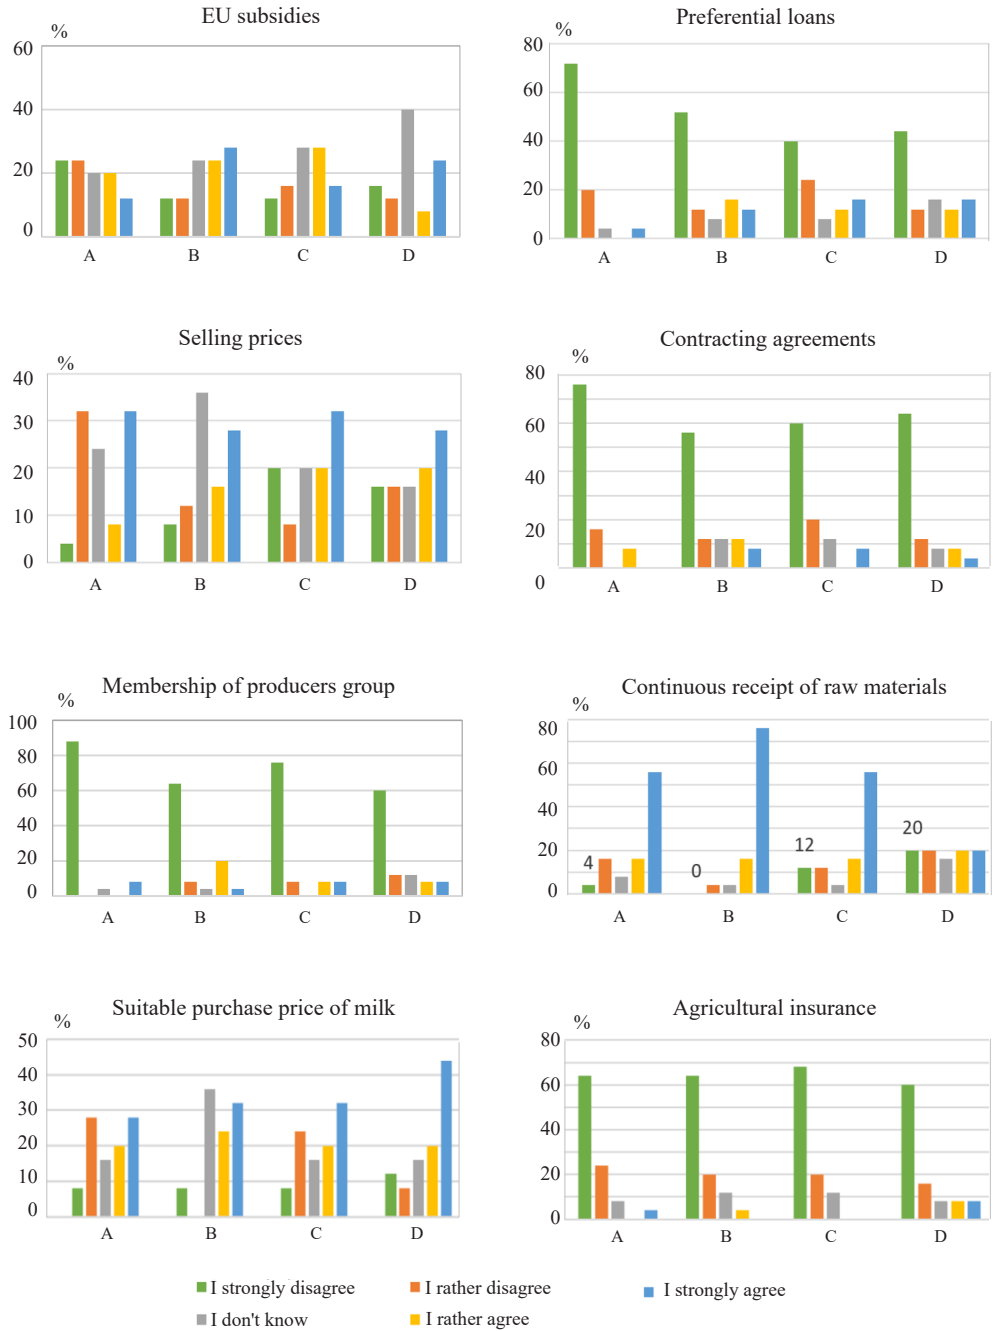 EU subsidies
%
60
40
20
0
A B C D
Preferential loans
%
80
60
40
20
0
A B C D
Selling prices
%
40
30
20
10
0
A B C D
Contracting agreements
%
80
60
40
20
0
A B C D
Membership of producers group
%
100
80
60
40
20
0
A B C D
Continuous receipt of raw materials
%
80
60
40
20
0
4 0 12 20
A B C D
Suitable purchase price of milk
%
50
40
30
20
10
0
A B C D
Agricultural insurance
%
80
60
40
20
0
A B C D
I strongly disagree
I rather disagree
I strongly agree
I don't know
I rather agree